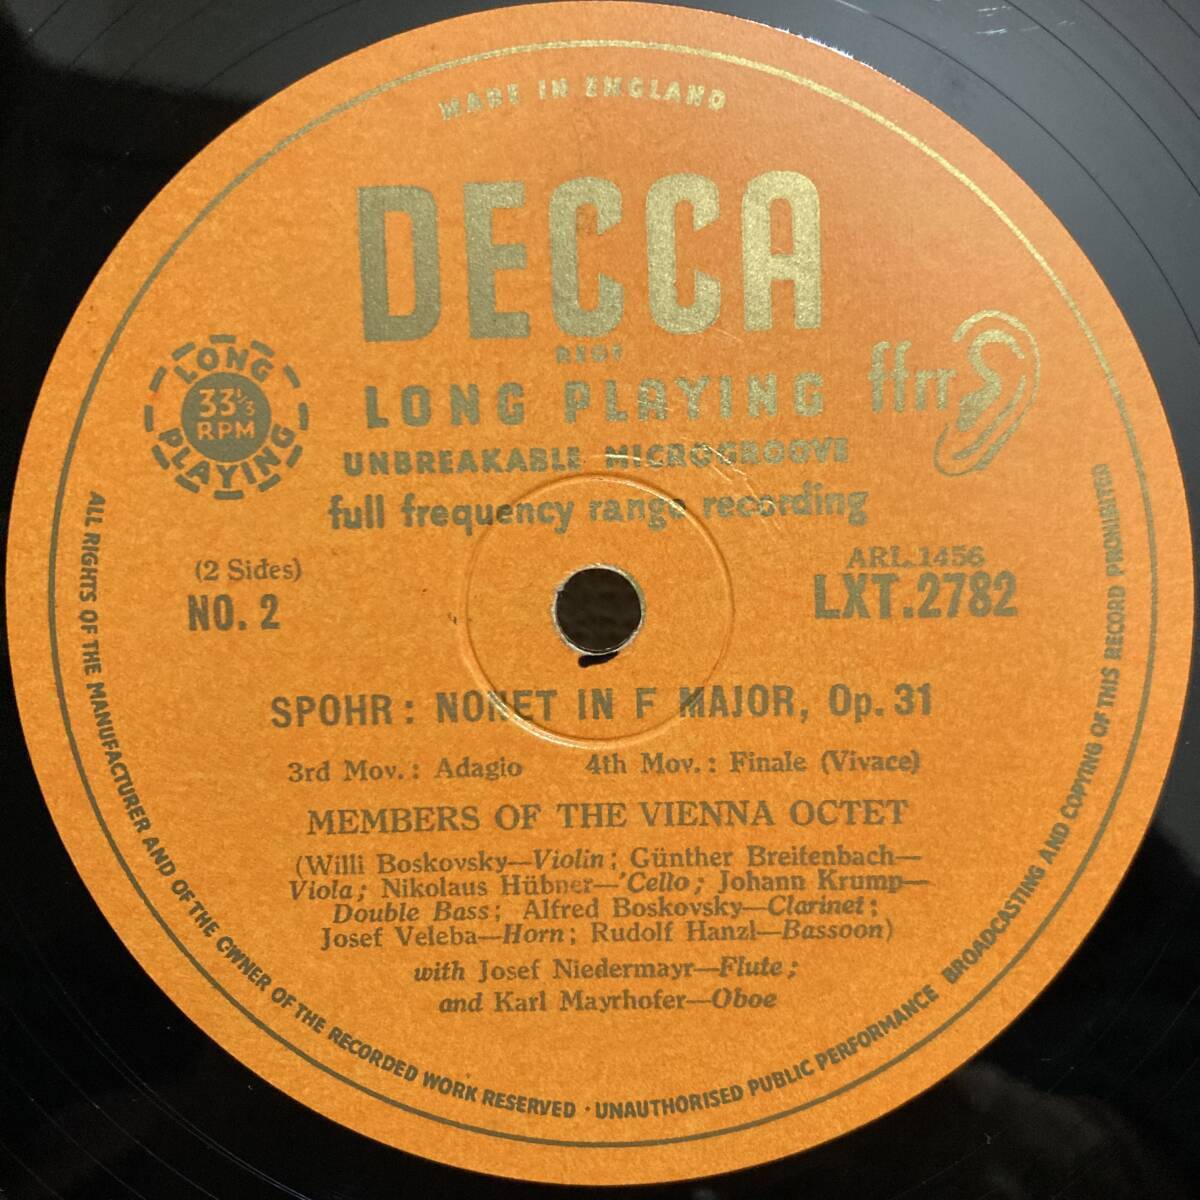 MADE IN ENGLAND
DECCA
REGD
LONG PLAYING
UNBREAKABLE MICROGROOVE
full frequency range recording
LONG
33⅓
RPM
PLAYING
ffrr
(2 Sides)
NO. 2
ARL.1456
LXT.2782
SPOHR: NONET IN F MAJOR, Op. 31
3rd Mov.: Adagio 4th Mov.: Finale (Vivace)
MEMBERS OF THE VIENNA OCTET
(Willi Boskovsky—Violin; Günther Breitenbach—
Viola; Nikolaus Hübner—'Cello; Johann Krump—
Double Bass; Alfred Boskovsky—Clarinet;
Josef Veleba—Horn; Rudolf Hanzl—Bassoon)
with Josef Niedermayr—Flute;
and Karl Mayrhofer—Oboe
ALL RIGHTS OF THE MANUFACTURER AND OF THE OWNER OF THE RECORDED WORK RESERVED · UNAUTHORISED PUBLIC PERFORMANCE BROADCASTING AND COPYING OF THIS RECORD PROHIBITED